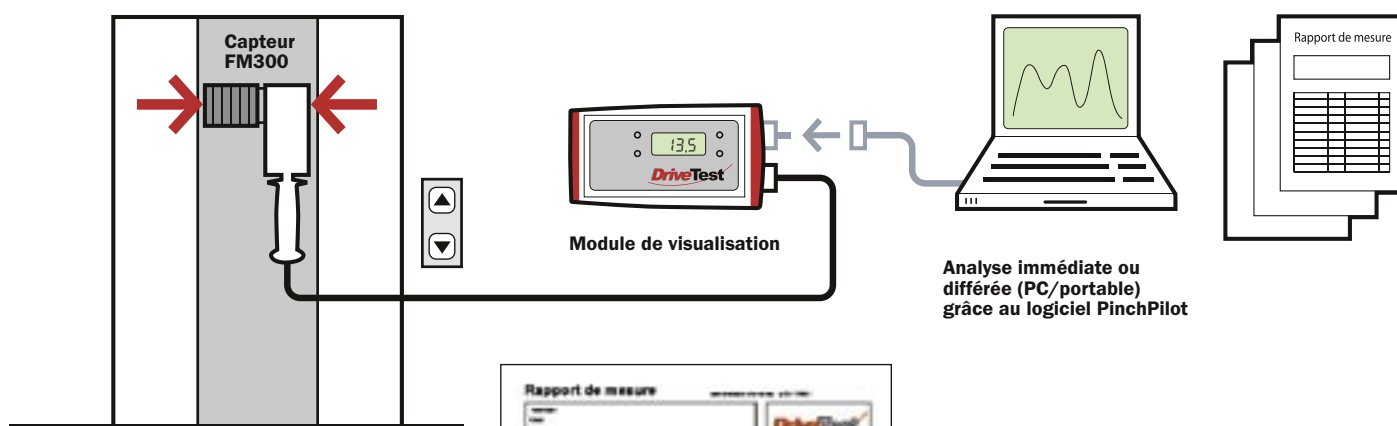 Capteur
FM300
13.5
DriveTest
Module de visualisation
Analyse immédiate ou
différée (PC/portable)
grâce au logiciel PinchPilot
Rapport de mesure
Rapport de mesure
DriveTest